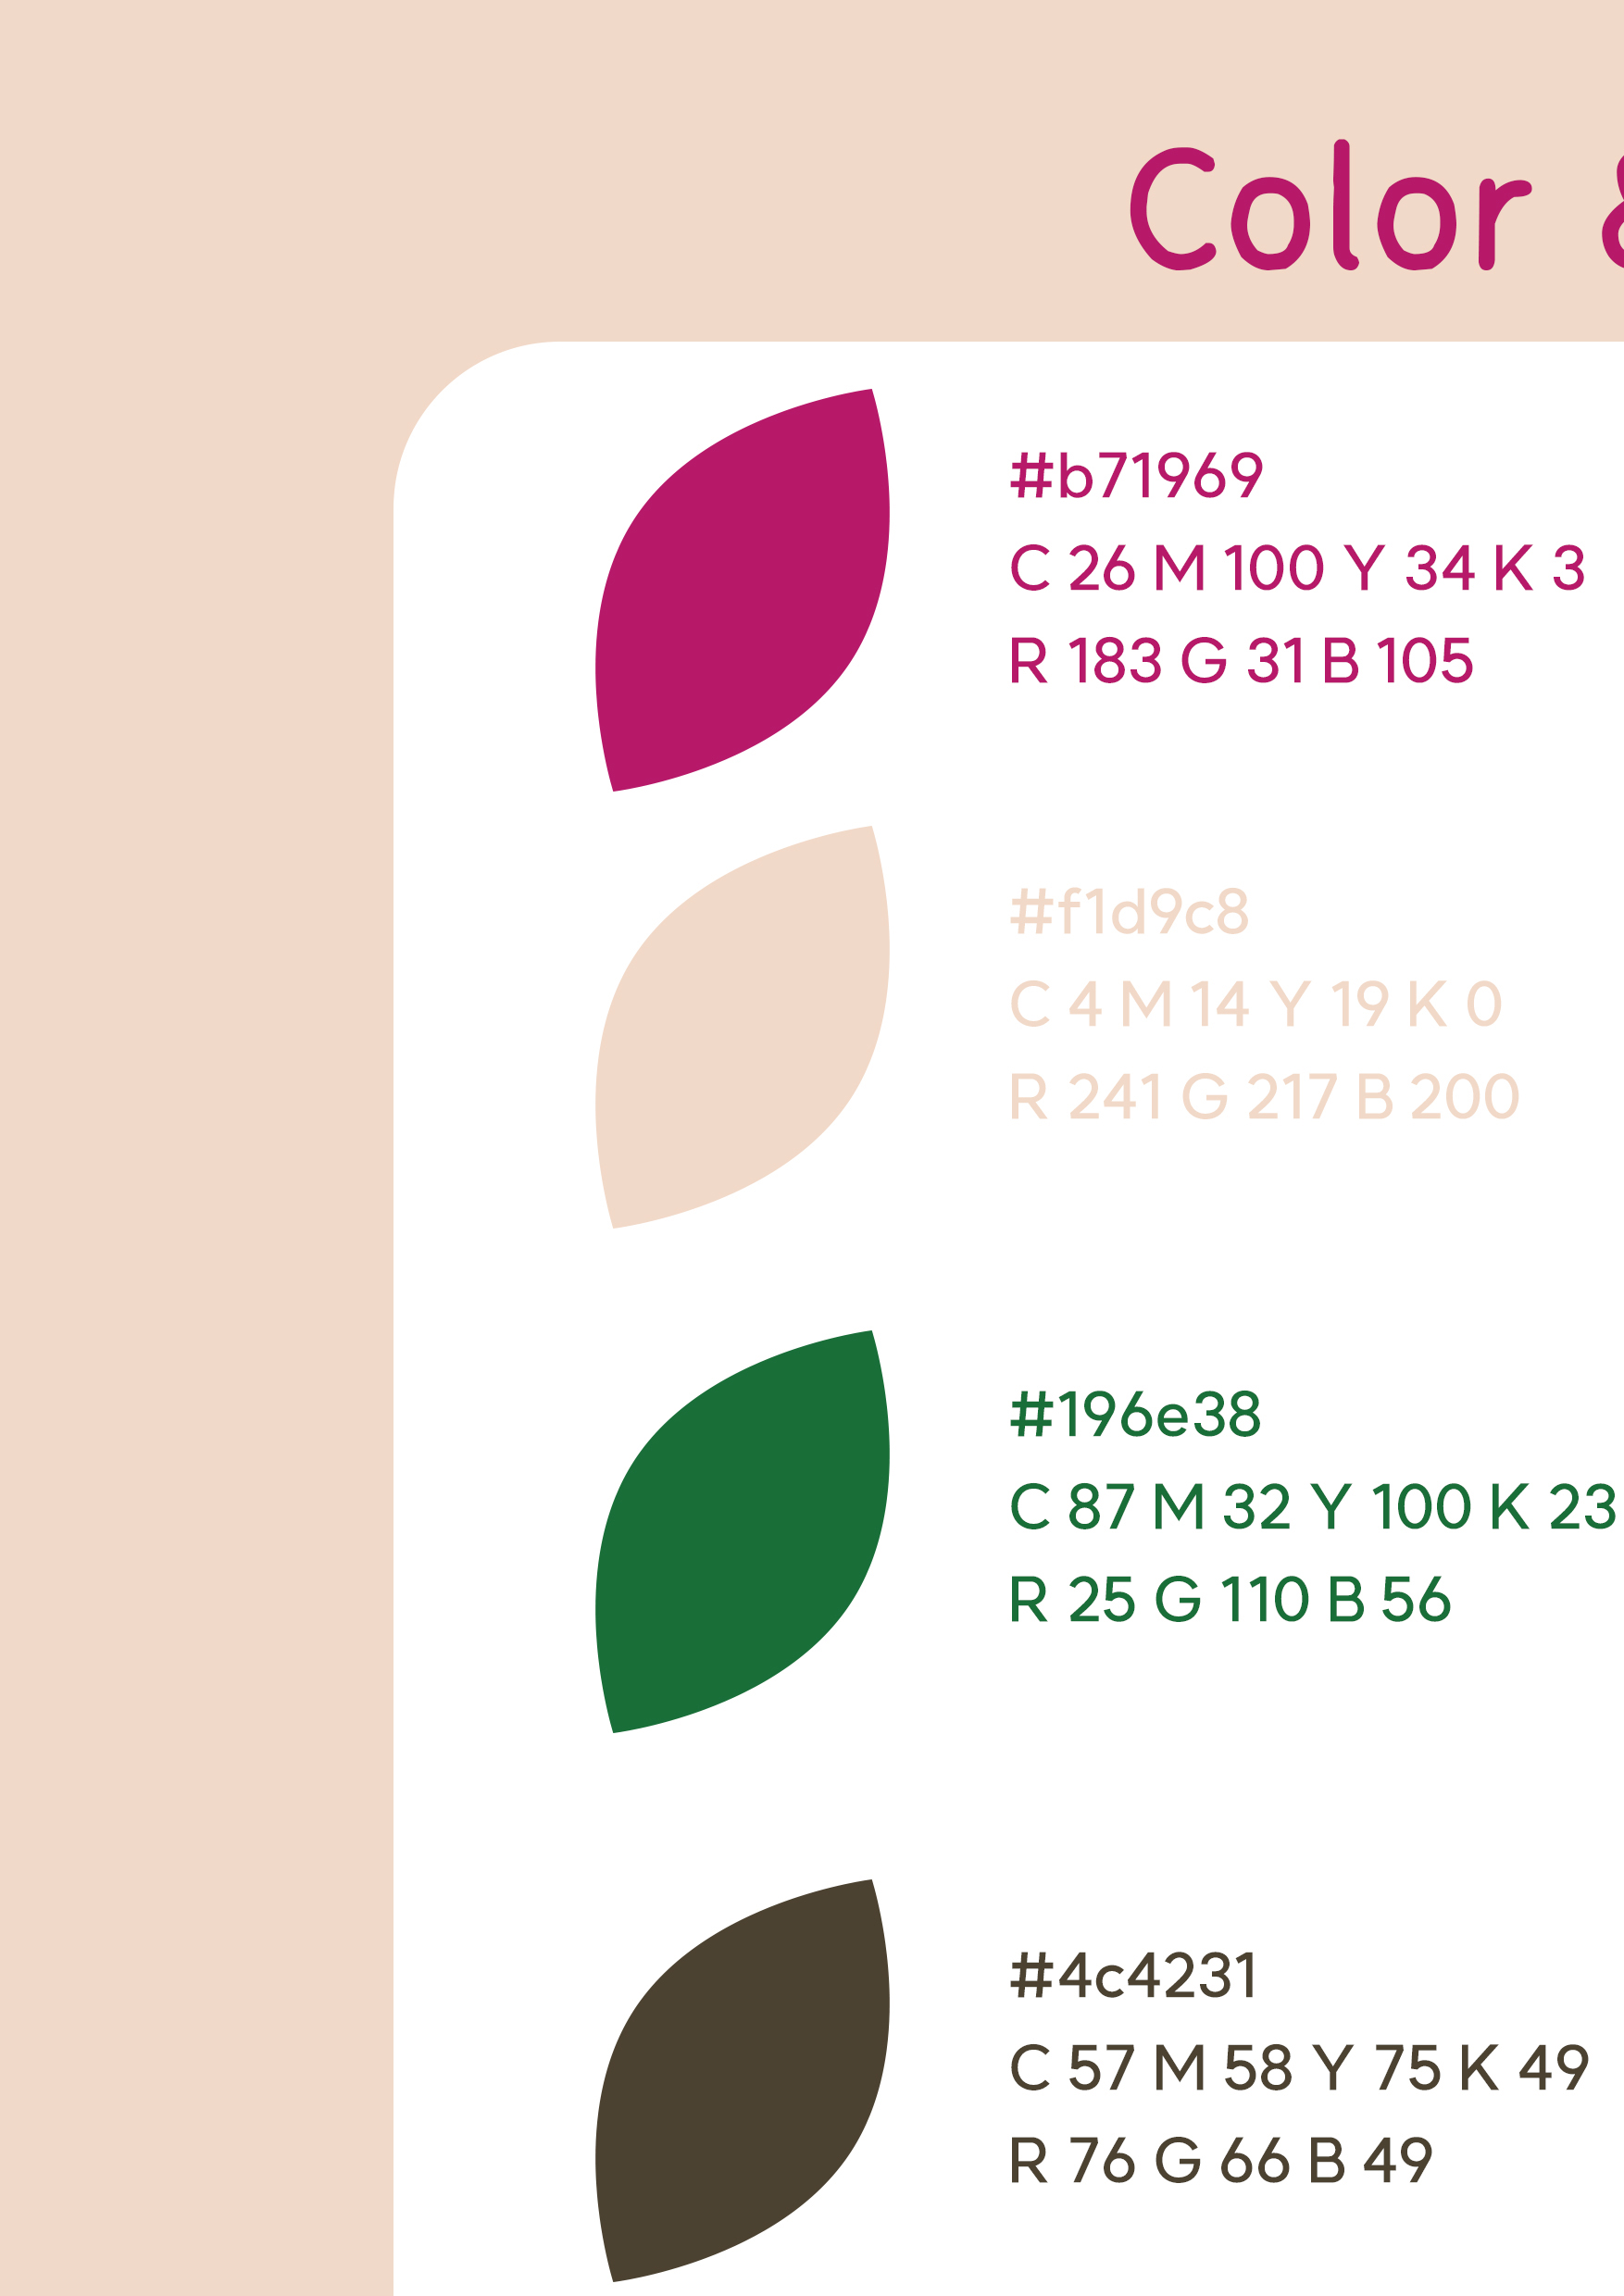 Color &
#b71969
C 26 M 100 Y 34 K 3
R 183 G 31 B 105
#f1d9c8
C 4 M 14 Y 19 K 0
R 241 G 217 B 200
#196e38
C 87 M 32 Y 100 K 23
R 25 G 110 B 56
#4c4231
C 57 M 58 Y 75 K 49
R 76 G 66 B 49